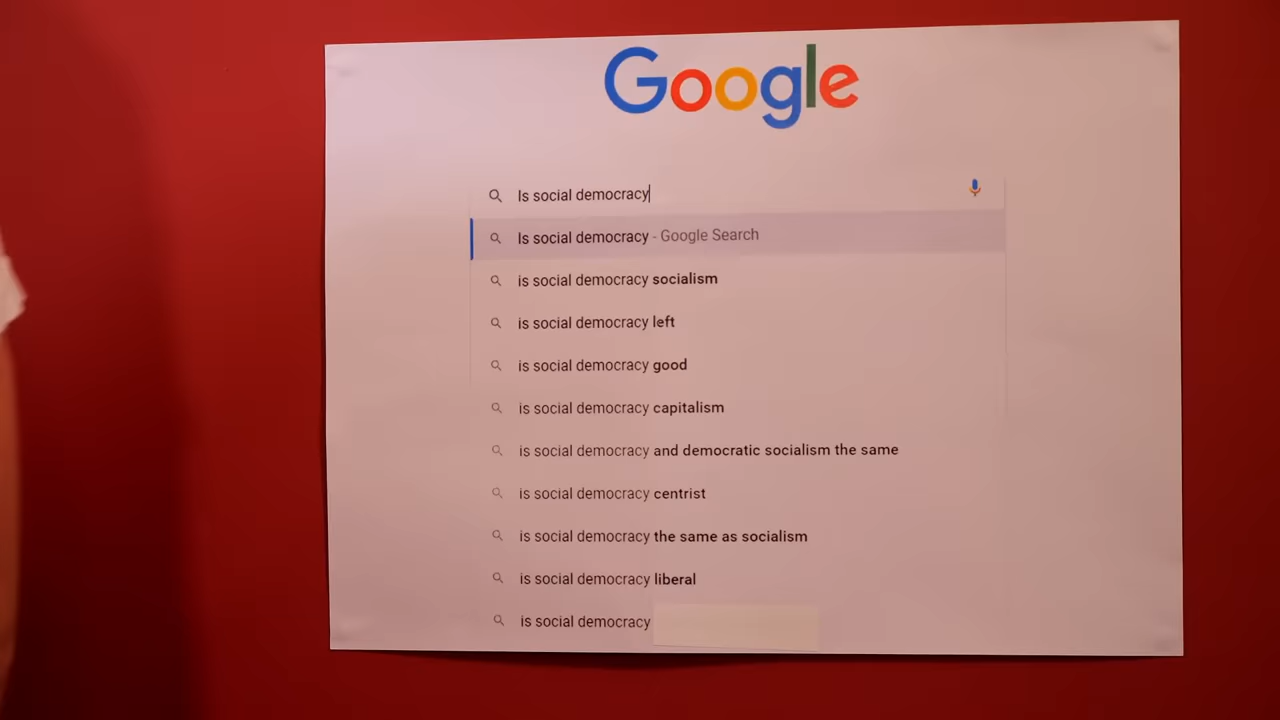 Google
Is social democracy
Is social democracy - Google Search
is social democracy socialism
is social democracy left
is social democracy good
is social democracy capitalism
is social democracy and democratic socialism the same
is social democracy centrist
is social democracy the same as socialism
is social democracy liberal
is social democracy